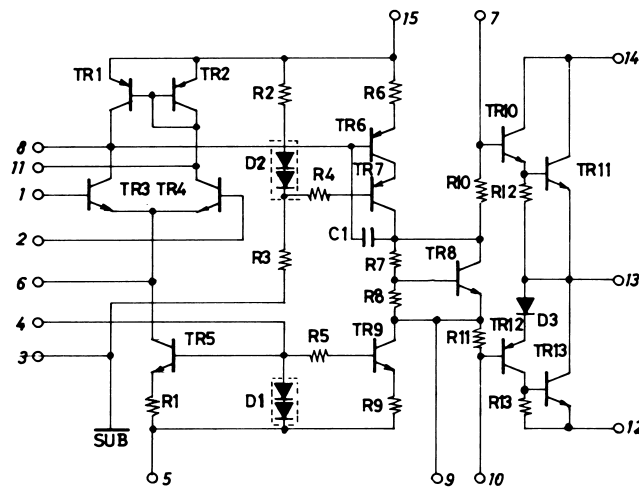 15 7
14
TR1 TR2
R2 R6
TR6 TR10
8
D2 TR7 TR11
11
R4 R10 R12
1 TR3 TR4
2 C1
R3 R7 TR8
6 13
R8
4 D3
TR5 R5 TR9 R11 TR12
3 TR13
R1 D1 R9 R13
SUB 12
5 9 10